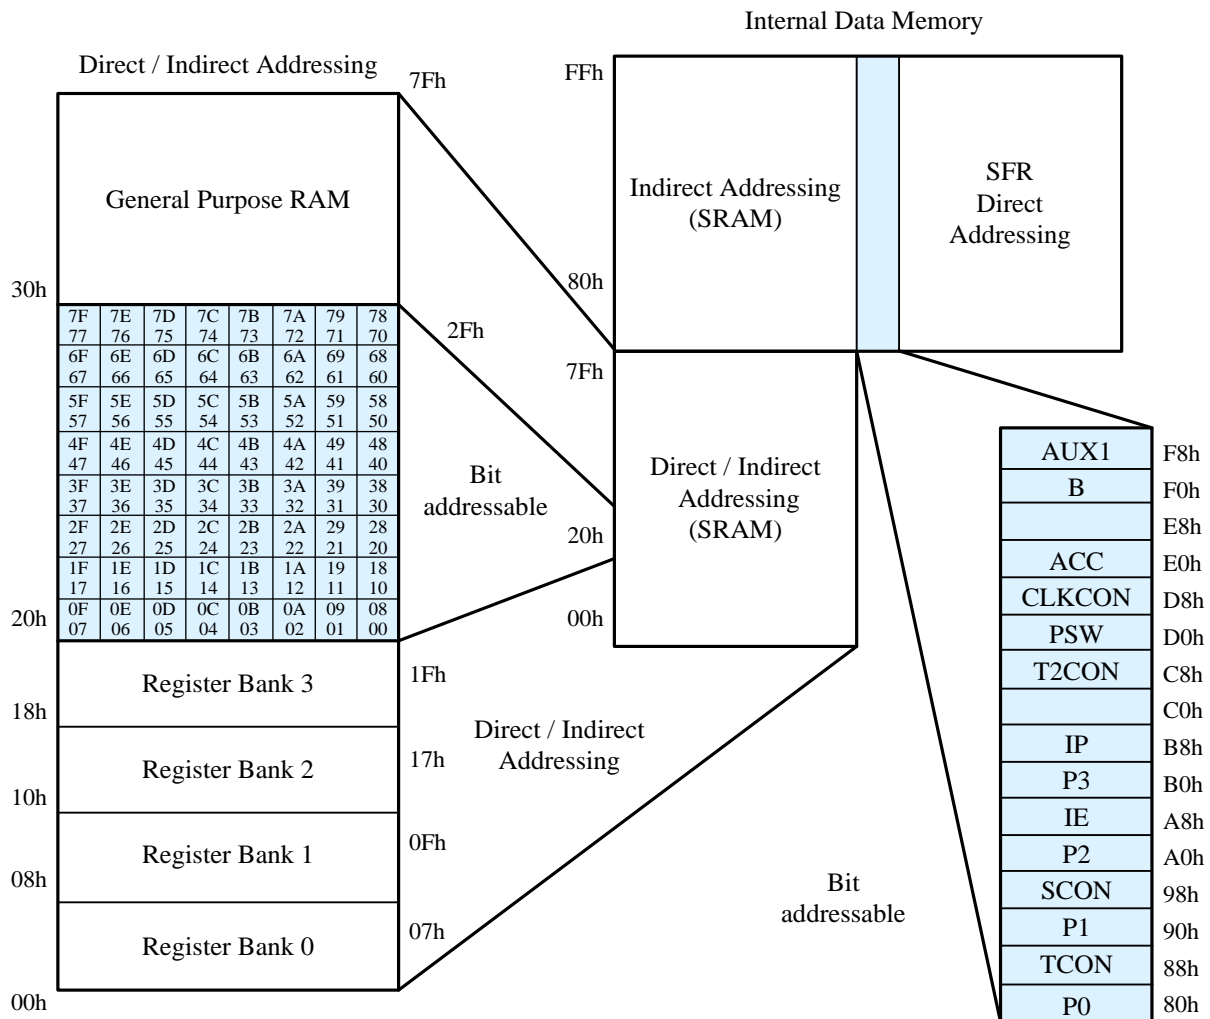 Internal Data Memory
Direct / Indirect Addressing
7Fh
General Purpose RAM
30h
7F 7E 7D 7C 7B 7A 79 78
77 76 75 74 73 72 71 70
6F 6E 6D 6C 6B 6A 69 68
67 66 65 64 63 62 61 60
5F 5E 5D 5C 5B 5A 59 58
57 56 55 54 53 52 51 50
4F 4E 4D 4C 4B 4A 49 48
47 46 45 44 43 42 41 40
3F 3E 3D 3C 3B 3A 39 38
37 36 35 34 33 32 31 30
2F 2E 2D 2C 2B 2A 29 28
27 26 25 24 23 22 21 20
1F 1E 1D 1C 1B 1A 19 18
17 16 15 14 13 12 11 10
0F 0E 0D 0C 0B 0A 09 08
07 06 05 04 03 02 01 00
2Fh
20h
Register Bank 3
1Fh
18h
Register Bank 2
17h
10h
Register Bank 1
0Fh
08h
Register Bank 0
07h
00h
Bit
addressable
Direct / Indirect
Addressing
FFh
Indirect Addressing
(SRAM)
80h
SFR
Direct
Addressing
7Fh
Direct / Indirect
Addressing
(SRAM)
20h
00h
Bit
addressable
AUX1 F8h
B F0h
E8h
ACC E0h
CLKCON D8h
PSW D0h
T2CON C8h
C0h
IP B8h
P3 B0h
IE A8h
P2 A0h
SCON 98h
P1 90h
TCON 88h
P0 80h